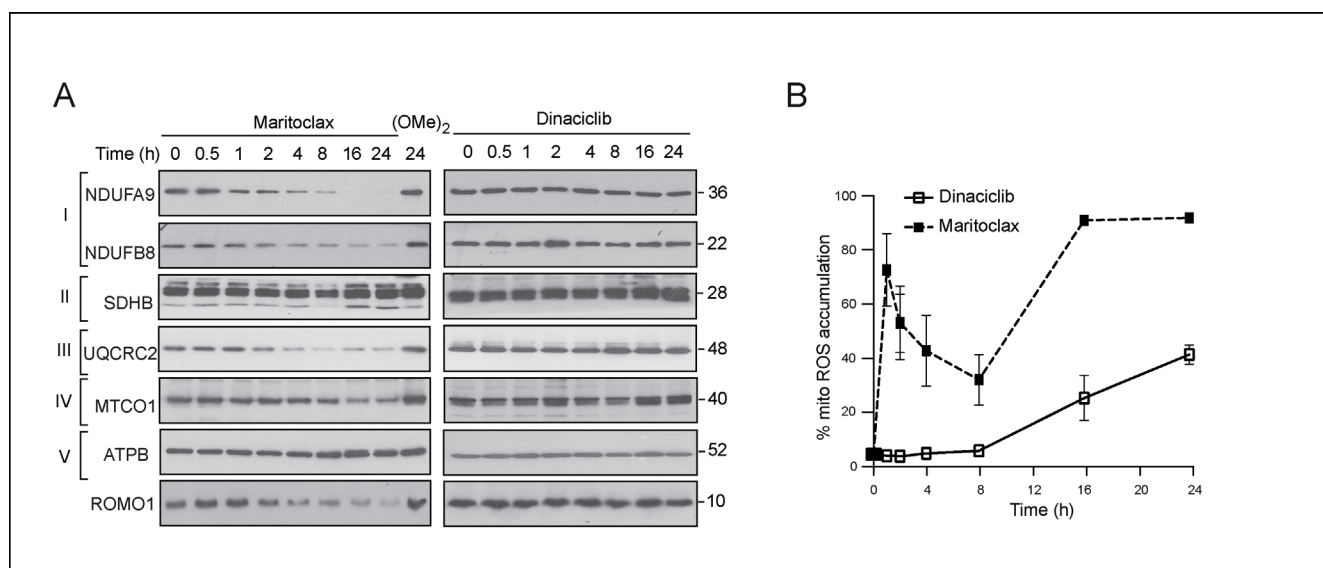 A
Maritoclax (OMe)2 Dinaciclib
Time (h) 0 0.5 1 2 4 8 16 24 24 0 0.5 1 2 4 8 16 24
I
NDUFA9 -36
NDUFB8 -22
II SDHB -28
III UQCRC2 -48
IV MTCO1 -40
V ATPB -52
ROMO1 -10
B
Dinaciclib
Maritoclax
% mito ROS accumulation
100
80
60
40
20
0
0 4 8 12 16 20 24
Time (h)